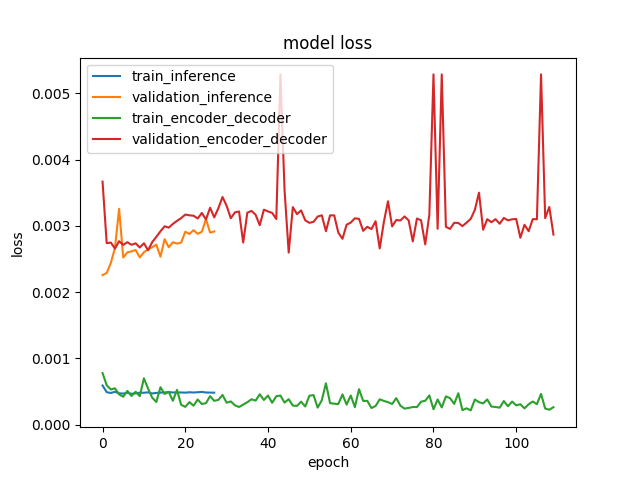 model loss
train_inference
validation_inference
train_encoder_decoder
validation_encoder_decoder
0.005
0.004
0.003
0.002
0.001
0.000
loss
0 20 40 60 80 100
epoch